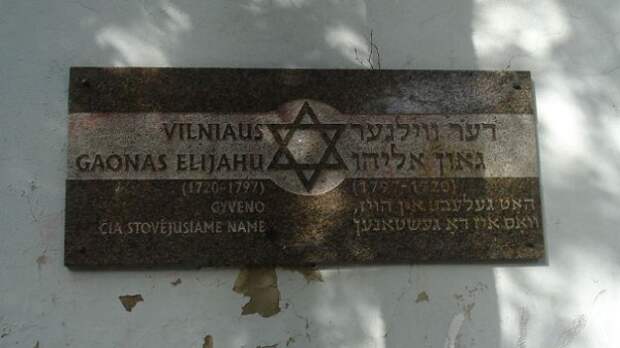 VILNIAUS
GAONAS ELIJAHU
(1720-1797)
GYVENO
ČIA STOVĖJUSIAME NAME
דער ווילנער
גאון אליהו
(1797-1720)
האט געלעבט אין הויז,
וואס איז דא געשטאנען